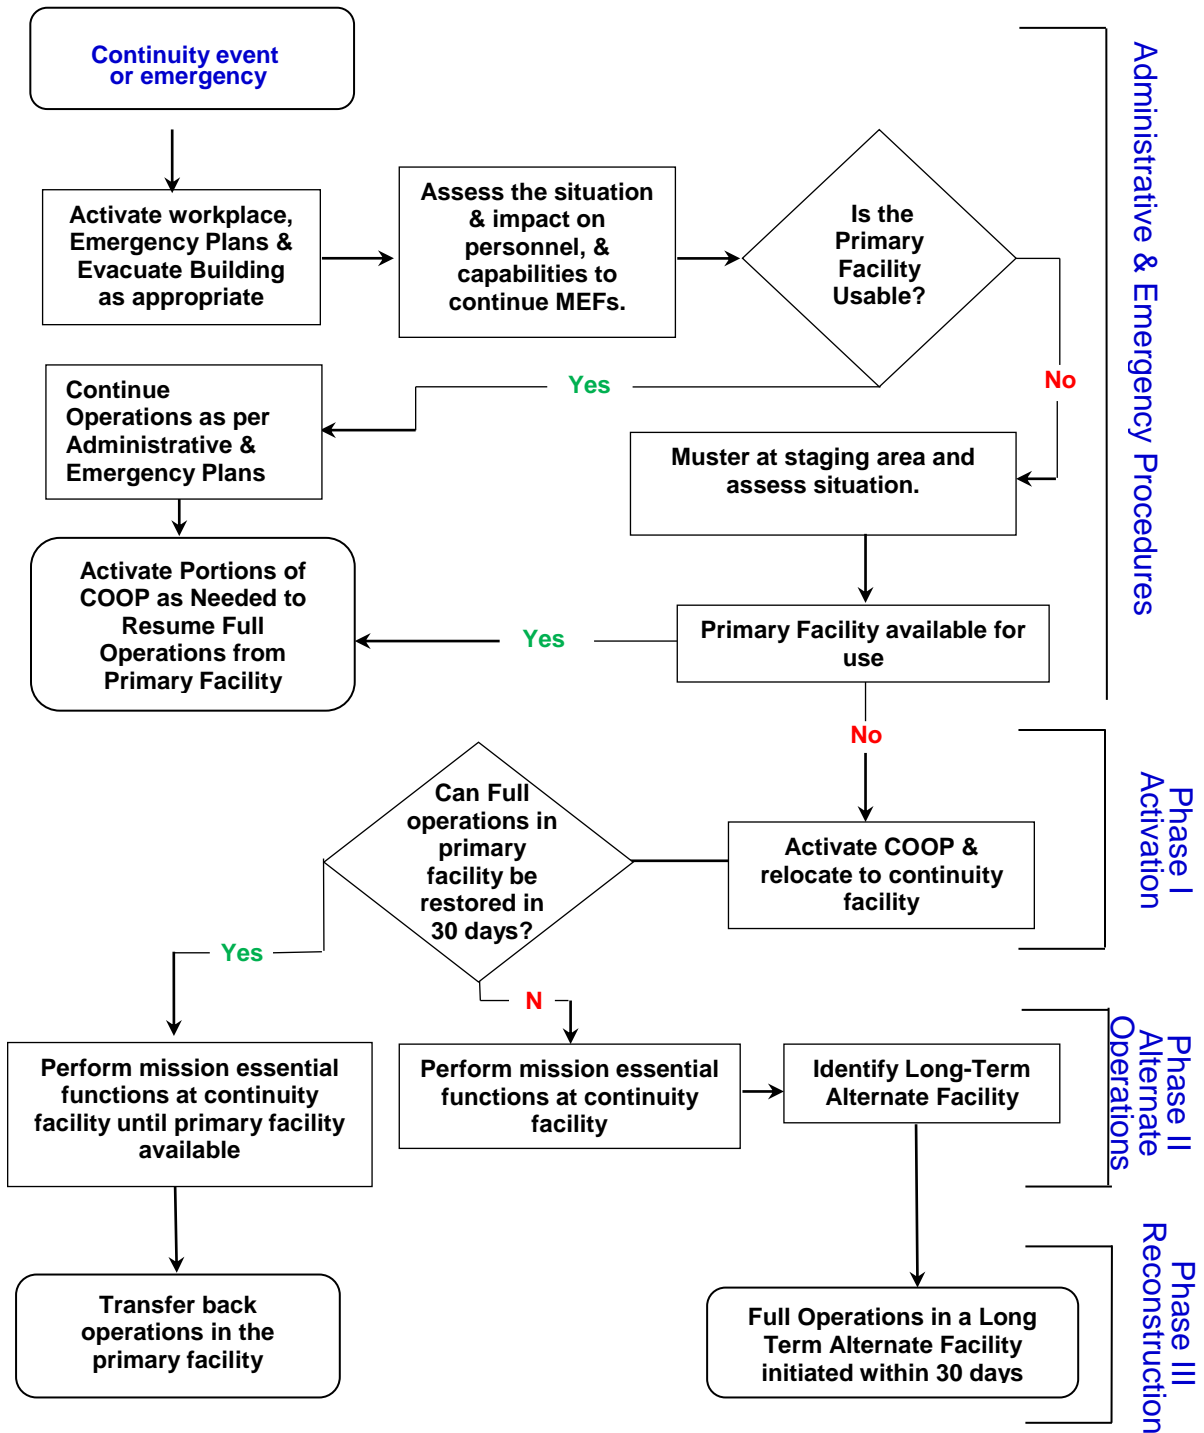 Continuity event
or emergency
Activate workplace,
Emergency Plans &
Evacuate Building
as appropriate
Assess the situation
& impact on
personnel, &
capabilities to
continue MEFs.
Is the
Primary
Facility
Usable?
Yes
No
Continue
Operations as per
Administrative &
Emergency Plans
Muster at staging area and
assess situation.
Activate Portions of
COOP as Needed to
Resume Full
Operations from
Primary Facility
Yes
Primary Facility available for
use
No
Administrative & Emergency Procedures
Can Full
operations in
primary
facility be
restored in
30 days?
Activate COOP &
relocate to continuity
facility
Phase I
Activation
Yes
N
Perform mission essential
functions at continuity
facility until primary facility
available
Perform mission essential
functions at continuity
facility
Identify Long-Term
Alternate Facility
Phase II
Alternate
Operations
Transfer back
operations in the
primary facility
Full Operations in a Long
Term Alternate Facility
initiated within 30 days
Phase III
Reconstruction